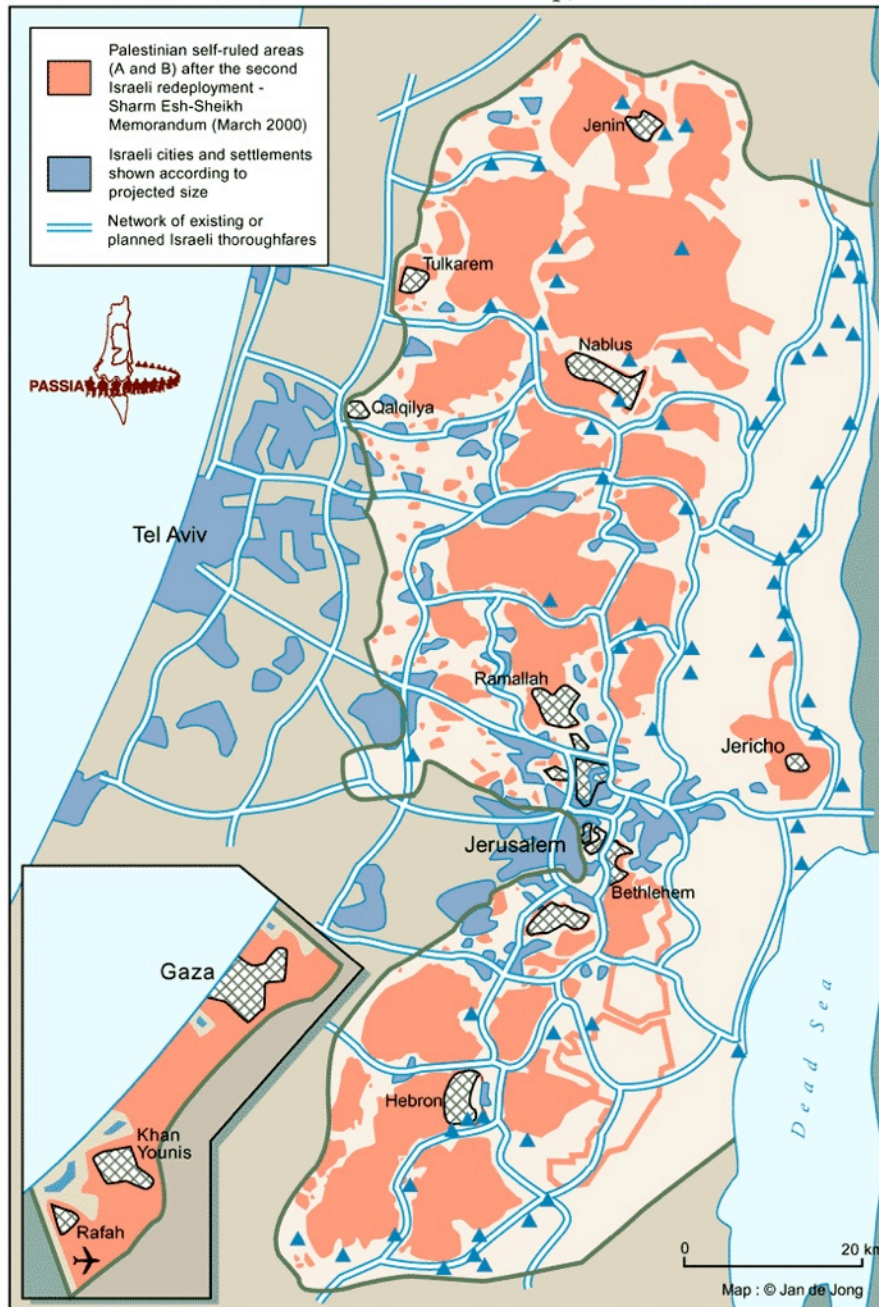 Palestinian self-ruled areas
(A and B) after the second
Israeli redeployment -
Sharm Esh-Sheikh
Memorandum (March 2000)
Israeli cities and settlements
shown according to
projected size
Network of existing or
planned Israeli thoroughfares
PASSIA
Jenin
Tulkarem
Nablus
Qalqilya
Tel Aviv
Ramallah
Jericho
Jerusalem
Bethlehem
Gaza
Hebron
Dead Sea
Khan
Younis
Rafah
0 20 km
Map : © Jan de Jong